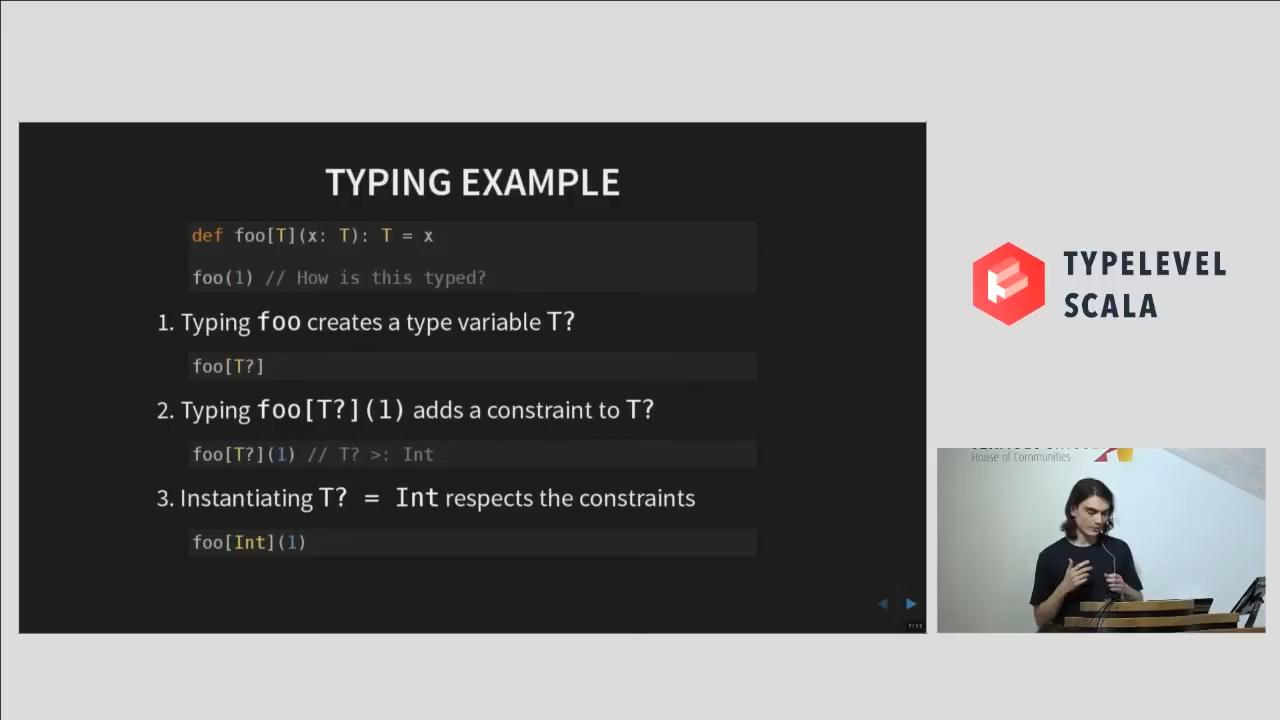 TYPING EXAMPLE
def foo[T](x: T): T = x
foo(1) // How is this typed?
1. Typing foo creates a type variable T?
foo[T?]
2. Typing foo[T?](1) adds a constraint to T?
foo[T?](1) // T? >: Int
3. Instantiating T? = Int respects the constraints
foo[Int](1)
TYPELEVEL
SCALA
House of Communities